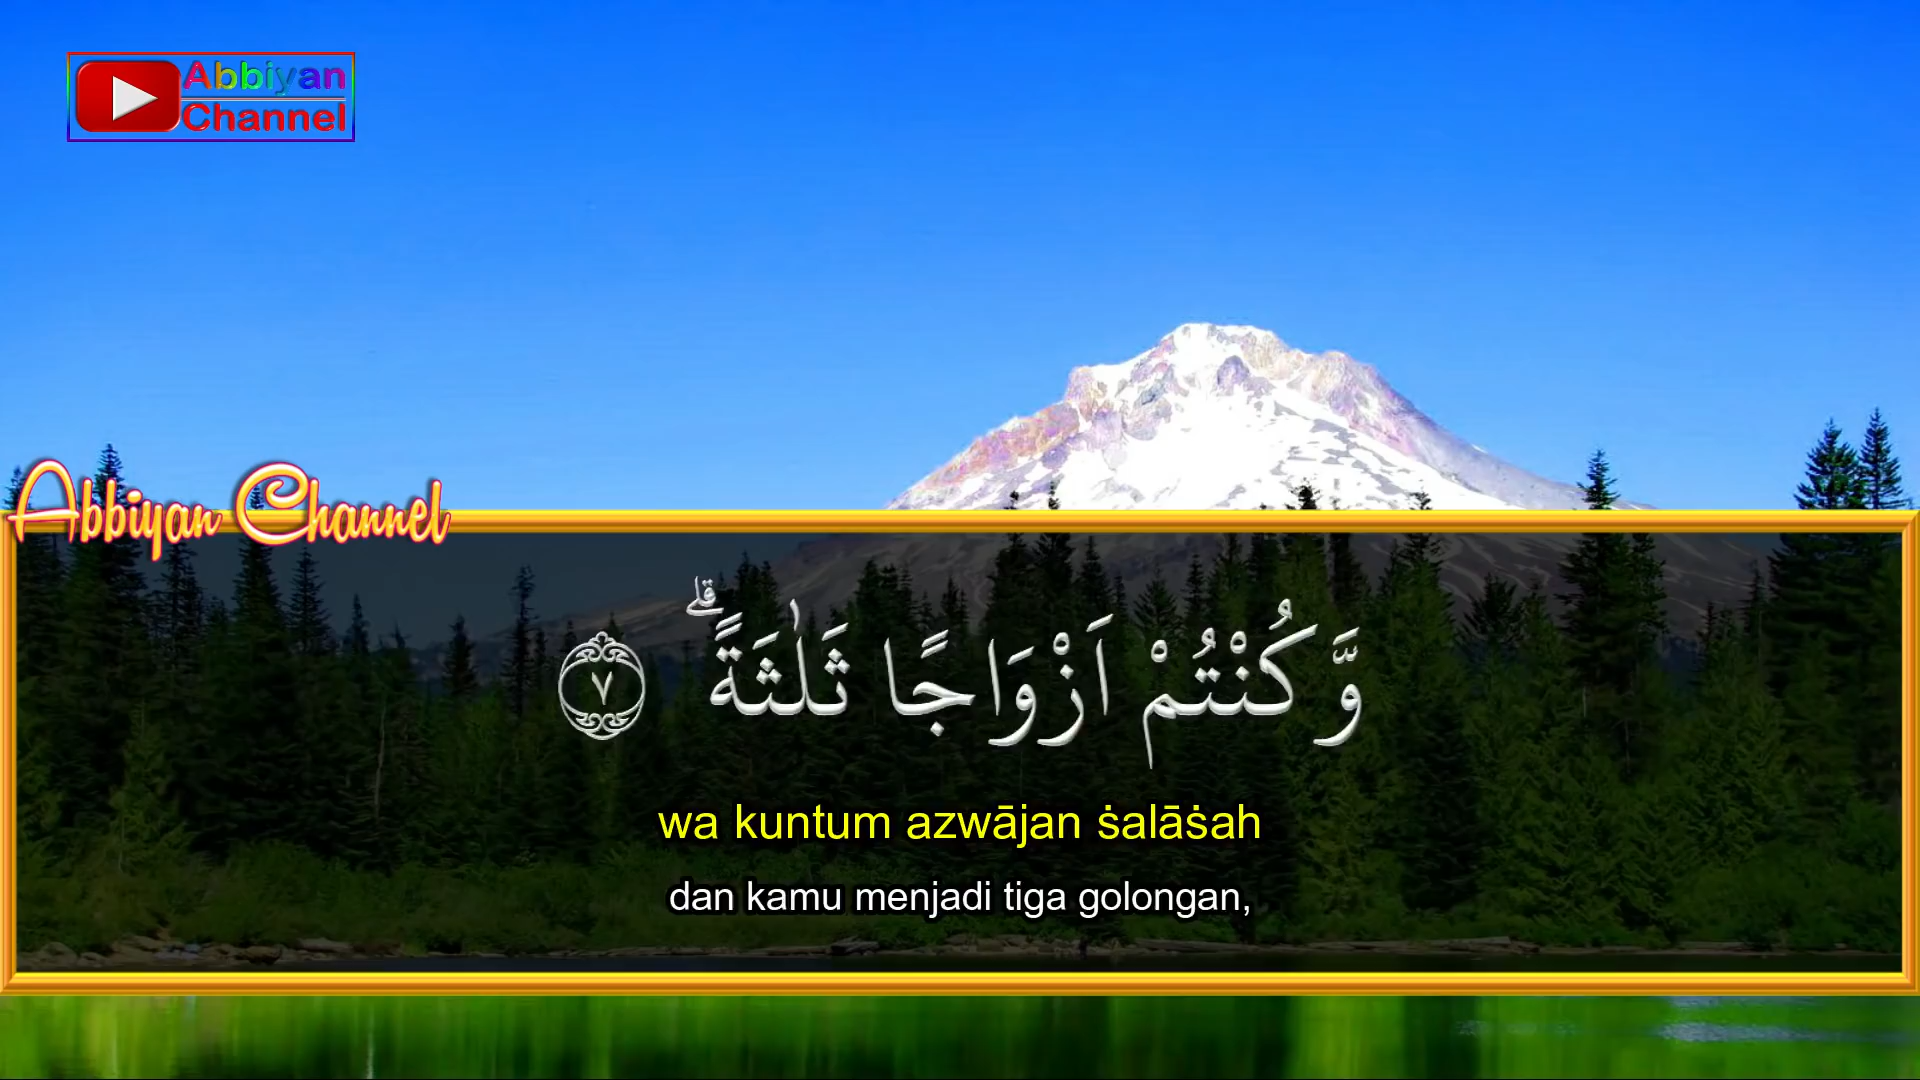 Abbiyan
Channel
Abbiyan Channel
وَّكُنْتُمْ اَزْوَاجًا ثَلٰثَةً ۗ ٧
wa kuntum azwājan ṡalāṡah
dan kamu menjadi tiga golongan,